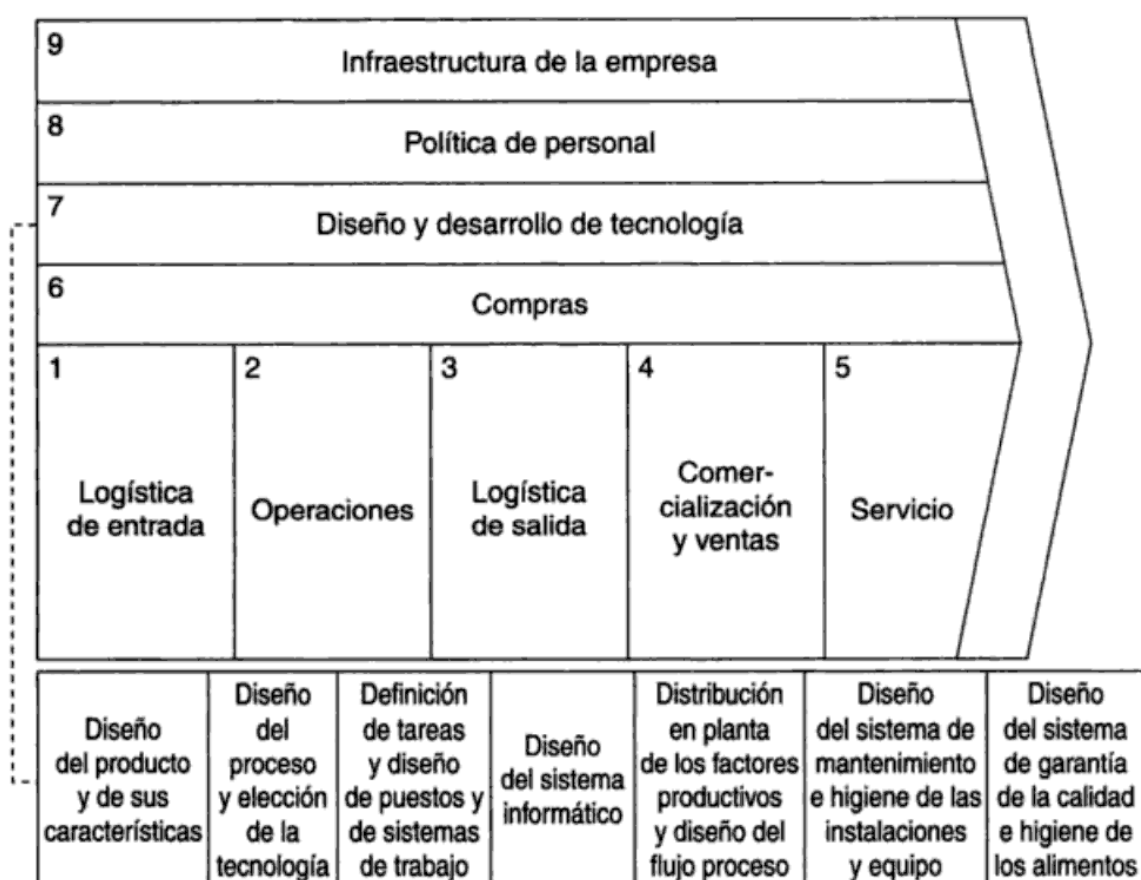 9
Infraestructura de la empresa
8
Política de personal
7
Diseño y desarrollo de tecnología
6
Compras
1
Logística
de entrada
2
Operaciones
3
Logística
de salida
4
Comer-
cialización
y ventas
5
Servicio
Diseño
del producto
y de sus
características
Diseño
del
proceso
y elección
de la
tecnología
Definición
de tareas
y diseño
de puestos y
de sistemas
de trabajo
Diseño
del sistema
informático
Distribución
en planta
de los factores
productivos
y diseño del
flujo proceso
Diseño
del sistema de
mantenimiento
e higiene de las
instalaciones
y equipo
Diseño
del sistema
de garantía
de la calidad
e higiene de
los alimentos